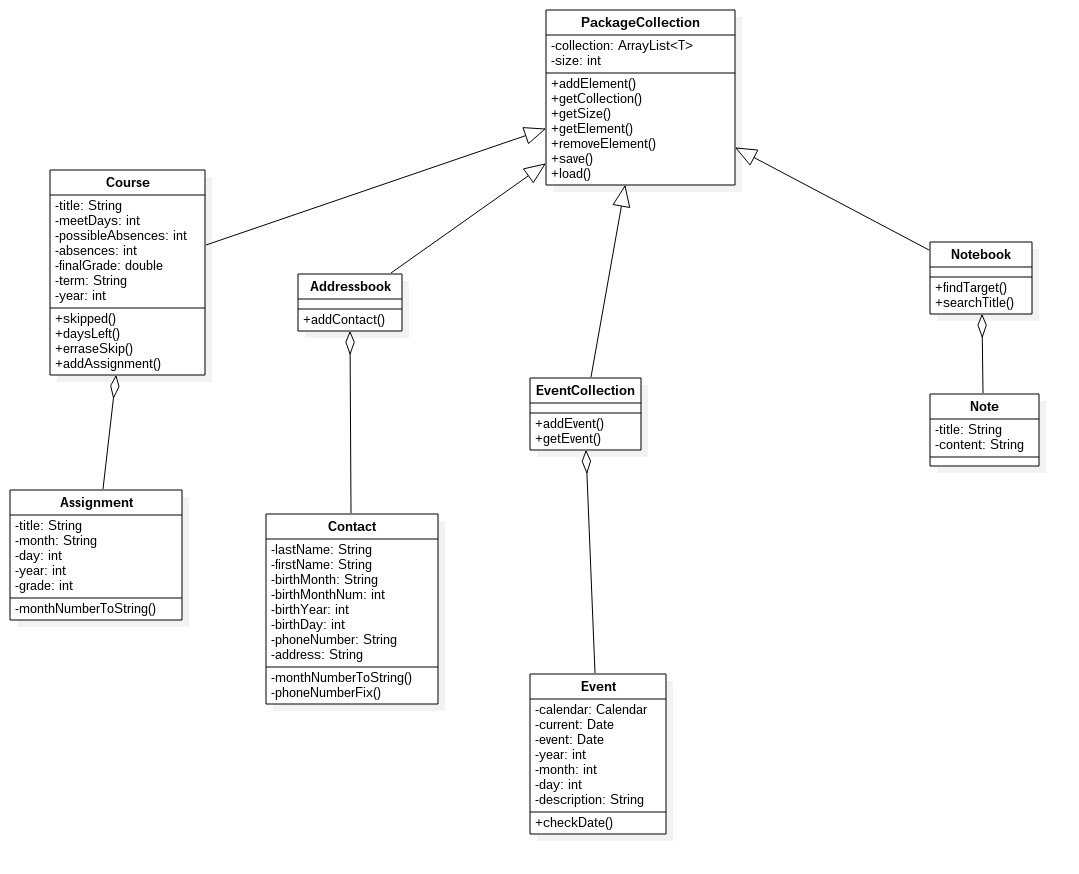 PackageCollection
-collection: ArrayList<T>
-size: int
+addElement()
+getCollection()
+getSize()
+getElement()
+removeElement()
+save()
+load()
Course
-title: String
-meetDays: int
-possibleAbsences: int
-absences: int
-finalGrade: double
-term: String
-year: int
+skipped()
+daysLeft()
+erraseSkip()
+addAssignment()
Addressbook
+addContact()
Notebook
+findTarget()
+searchTitle()
EventCollection
+addEvent()
+getEvent()
Note
-title: String
-content: String
Assignment
-title: String
-month: String
-day: int
-year: int
-grade: int
-monthNumberToString()
Contact
-lastName: String
-firstName: String
-birthMonth: String
-birthMonthNum: int
-birthYear: int
-birthDay: int
-phoneNumber: String
-address: String
-monthNumberToString()
-phoneNumberFix()
Event
-calendar: Calendar
-current: Date
-event: Date
-year: int
-month: int
-day: int
-description: String
+checkDate()